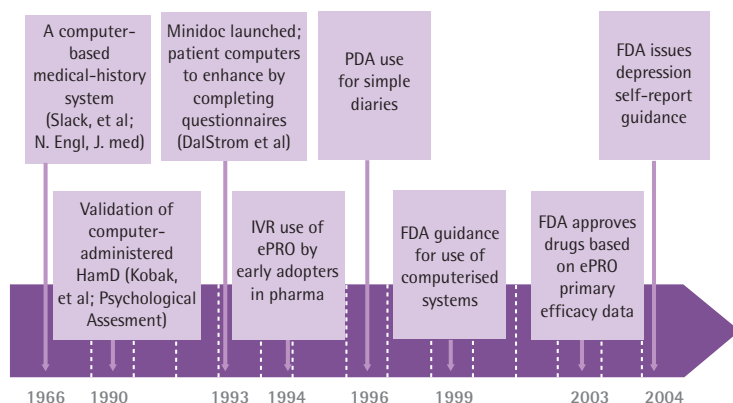 A computer-
based
medical-history
system
(Slack, et al;
N. Engl, J. med)
Minidoc launched;
patient computers
to enhance by
completing
questionnaires
(DalStrom et al)
PDA use
for simple
diaries
FDA issues
depression
self-report
guidance
Validation of
computer-
administered
HamD (Kobak,
et al; Psychological
Assesment)
IVR use of
ePRO by
early adopters
in pharma
FDA guidance
for use of
computerised
systems
FDA approves
drugs based
on ePRO
primary
efficacy data
1966
1990
1993
1994
1996
1999
2003
2004